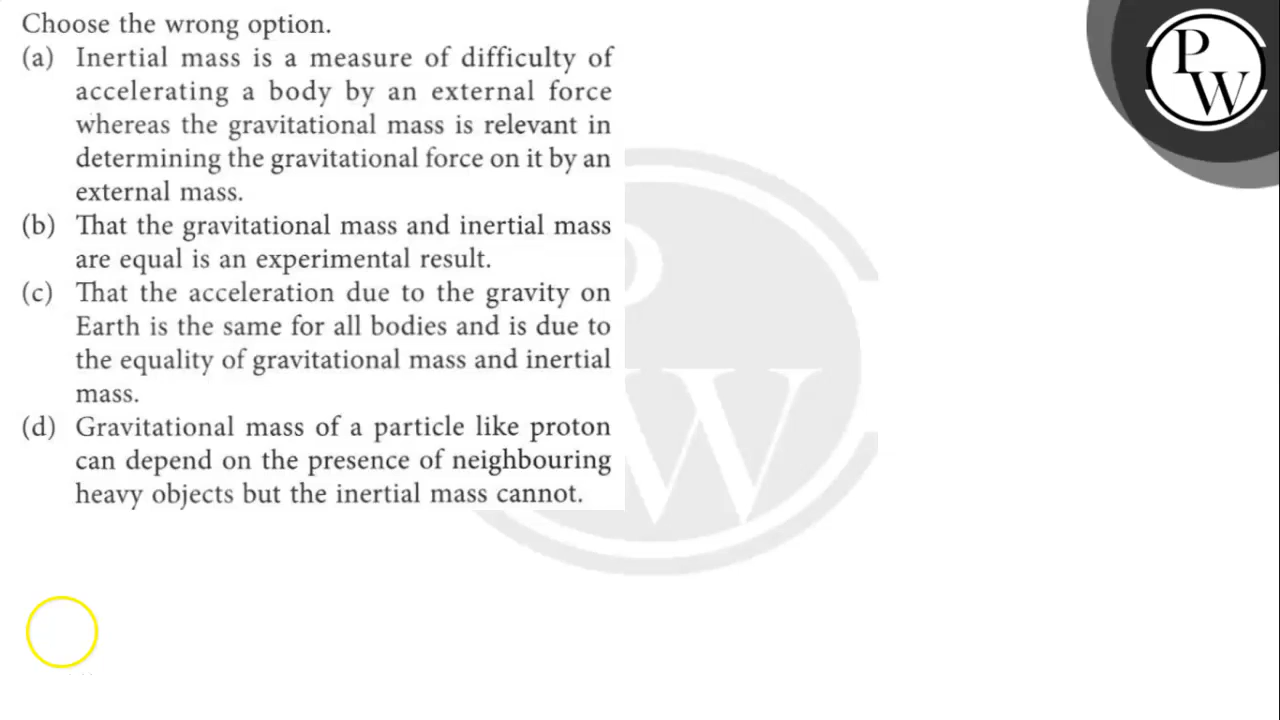 Choose the wrong option.
(a) Inertial mass is a measure of difficulty of
accelerating a body by an external force
whereas the gravitational mass is relevant in
determining the gravitational force on it by an
external mass.
(b) That the gravitational mass and inertial mass
are equal is an experimental result.
(c) That the acceleration due to the gravity on
Earth is the same for all bodies and is due to
the equality of gravitational mass and inertial
mass.
(d) Gravitational mass of a particle like proton
can depend on the presence of neighbouring
heavy objects but the inertial mass cannot.
P
W
P
W